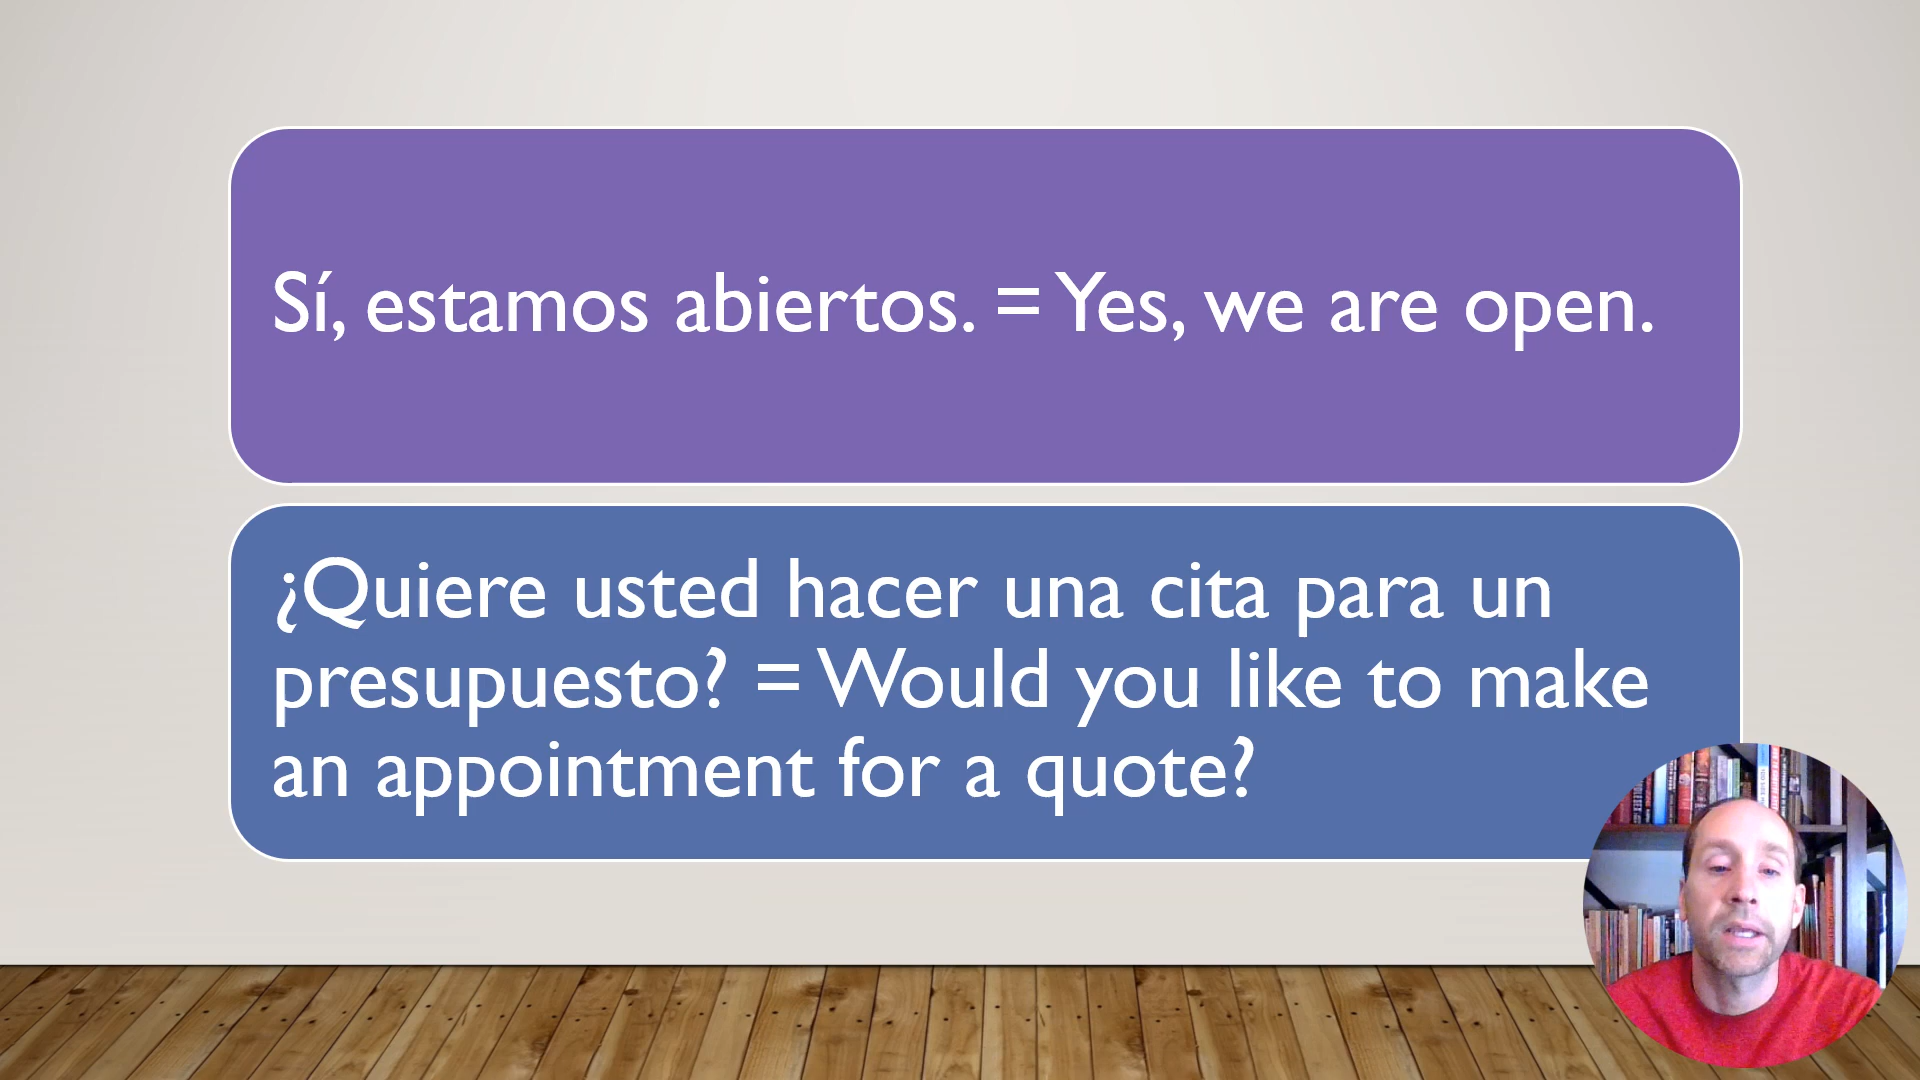 Sí, estamos abiertos. = Yes, we are open.
¿Quiere usted hacer una cita para un
presupuesto? = Would you like to make
an appointment for a quote?